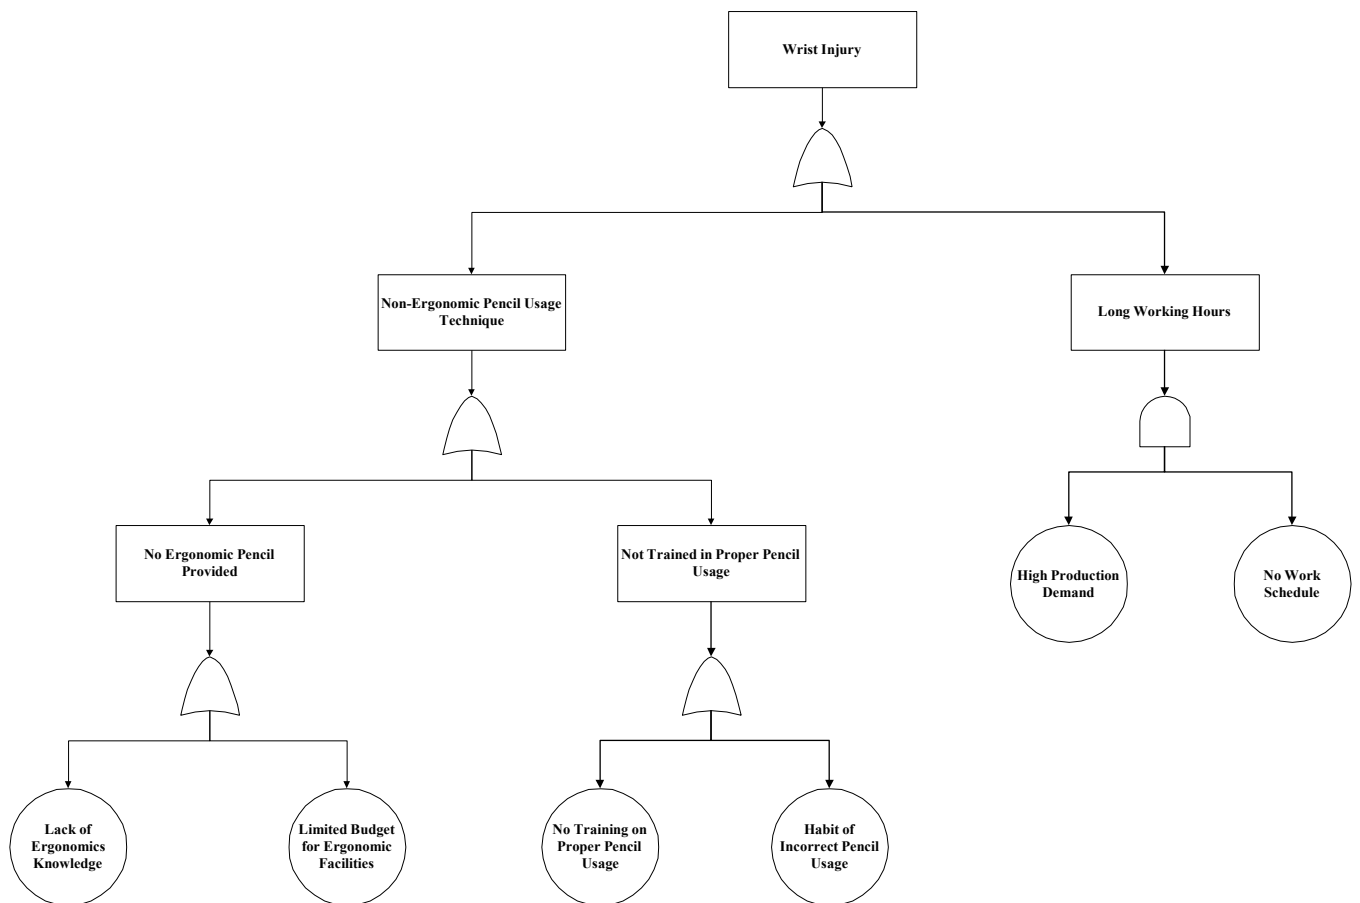 Wrist Injury
Non-Ergonomic Pencil Usage
Technique
Long Working Hours
No Ergonomic Pencil
Provided
Not Trained in Proper Pencil
Usage
High Production
Demand
No Work
Schedule
Lack of
Ergonomics
Knowledge
Limited Budget
for Ergonomic
Facilities
No Training on
Proper Pencil
Usage
Habit of
Incorrect Pencil
Usage